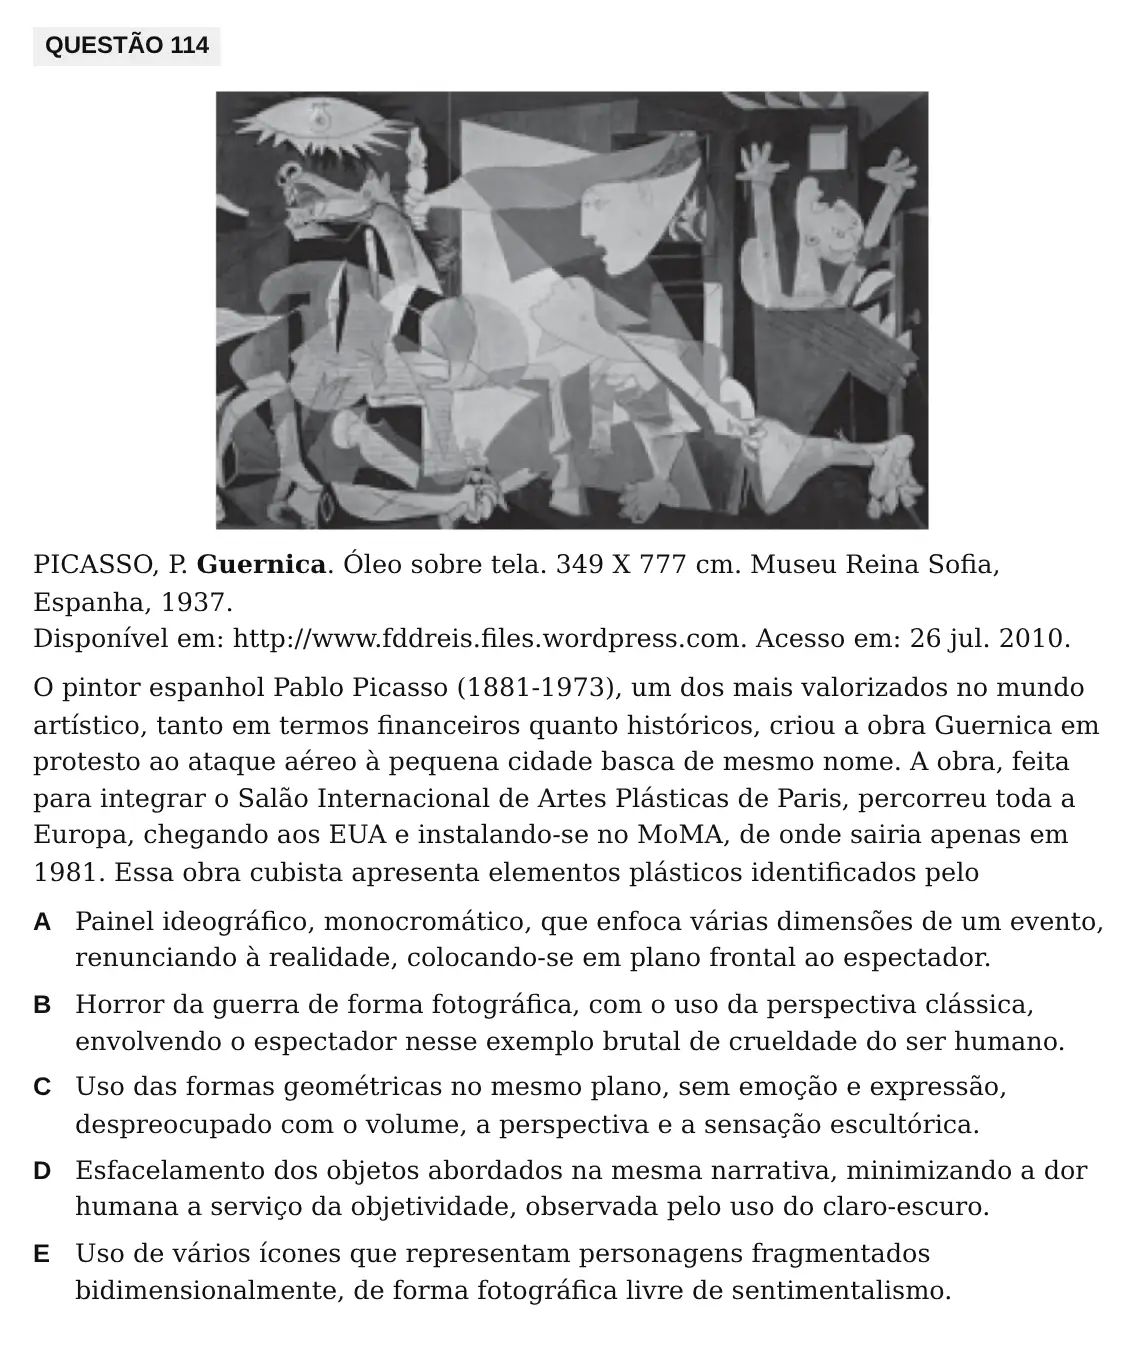 QUESTÃO 114
PICASSO, P. Guernica. Óleo sobre tela. 349 X 777 cm. Museu Reina Sofia,
Espanha, 1937.
Disponível em: http://www.fddreis.files.wordpress.com. Acesso em: 26 jul. 2010.
O pintor espanhol Pablo Picasso (1881-1973), um dos mais valorizados no mundo
artístico, tanto em termos financeiros quanto históricos, criou a obra Guernica em
protesto ao ataque aéreo à pequena cidade basca de mesmo nome. A obra, feita
para integrar o Salão Internacional de Artes Plásticas de Paris, percorreu toda a
Europa, chegando aos EUA e instalando-se no MoMA, de onde sairia apenas em
1981. Essa obra cubista apresenta elementos plásticos identificados pelo
A Painel ideográfico, monocromático, que enfoca várias dimensões de um evento,
renunciando à realidade, colocando-se em plano frontal ao espectador.
B Horror da guerra de forma fotográfica, com o uso da perspectiva clássica,
envolvendo o espectador nesse exemplo brutal de crueldade do ser humano.
C Uso das formas geométricas no mesmo plano, sem emoção e expressão,
despreocupado com o volume, a perspectiva e a sensação escultórica.
D Esfacelamento dos objetos abordados na mesma narrativa, minimizando a dor
humana a serviço da objetividade, observada pelo uso do claro-escuro.
E Uso de vários ícones que representam personagens fragmentados
bidimensionalmente, de forma fotográfica livre de sentimentalismo.